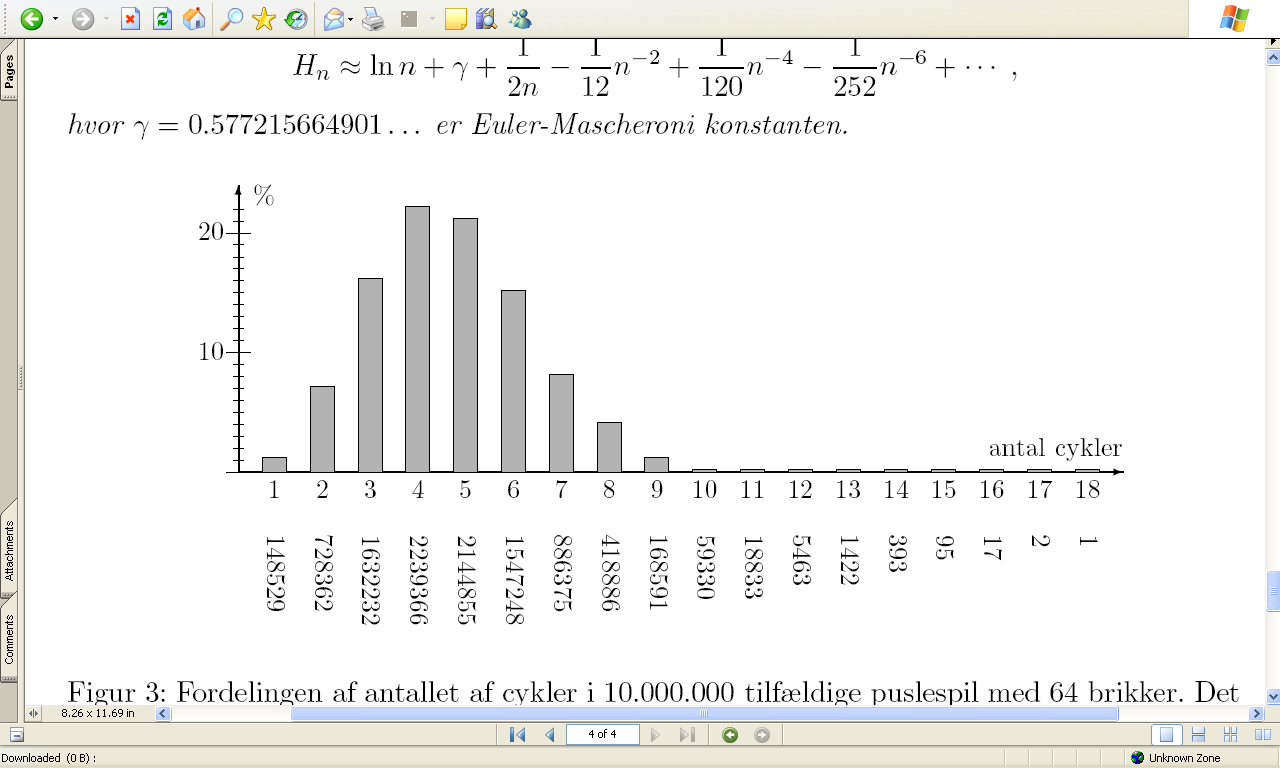 Pages
H_n ≈ ln n + γ + 1/2n − 1/12 n^−2 + 1/120 n^−4 − 1/252 n^−6 + ··· ,
hvor γ = 0.577215664901... er Euler-Mascheroni konstanten.
%
20
10
antal cykler
1 2 3 4 5 6 7 8 9 10 11 12 13 14 15 16 17 18
148529
728362
1632232
2239366
2144855
1547248
886375
418886
168591
59330
18833
5463
1422
393
95
17
2
1
Attachments
Comments
Figur 3: Fordelingen af antallet af cykler i 10.000.000 tilfældige puslespil med 64 brikker. Det
8.26 x 11.69 in
4 of 4
Downloaded (0 B) :
Unknown Zone